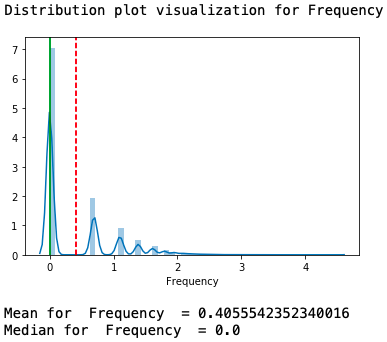 Distribution plot visualization for Frequency
7
6
5
4
3
2
1
0
0 1 2 3 4
Frequency
Mean for  Frequency  = 0.4055542352340016
Median for  Frequency  = 0.0